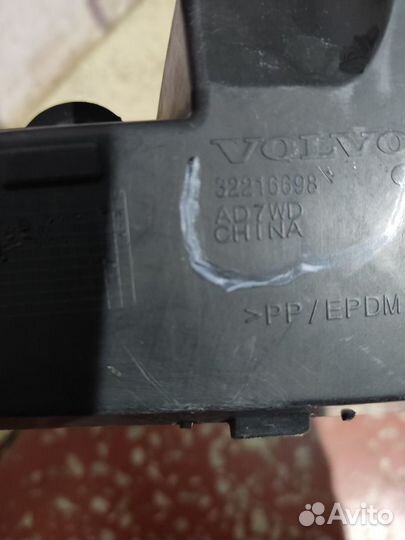 VOLVO
32216698
AD7WD
CHINA
>PP/EPDM
Avito